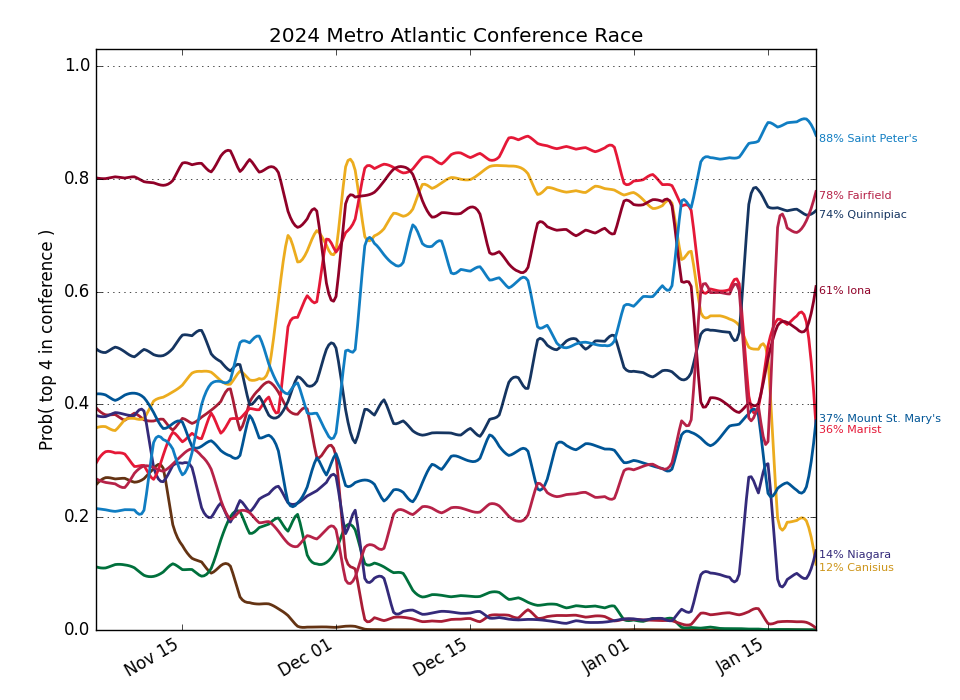 2024 Metro Atlantic Conference Race
Prob( top 4 in conference )
1.0
0.8
0.6
0.4
0.2
0.0
Nov 15
Dec 01
Dec 15
Jan 01
Jan 15
88% Saint Peter's
78% Fairfield
74% Quinnipiac
61% Iona
37% Mount St. Mary's
36% Marist
14% Niagara
12% Canisius